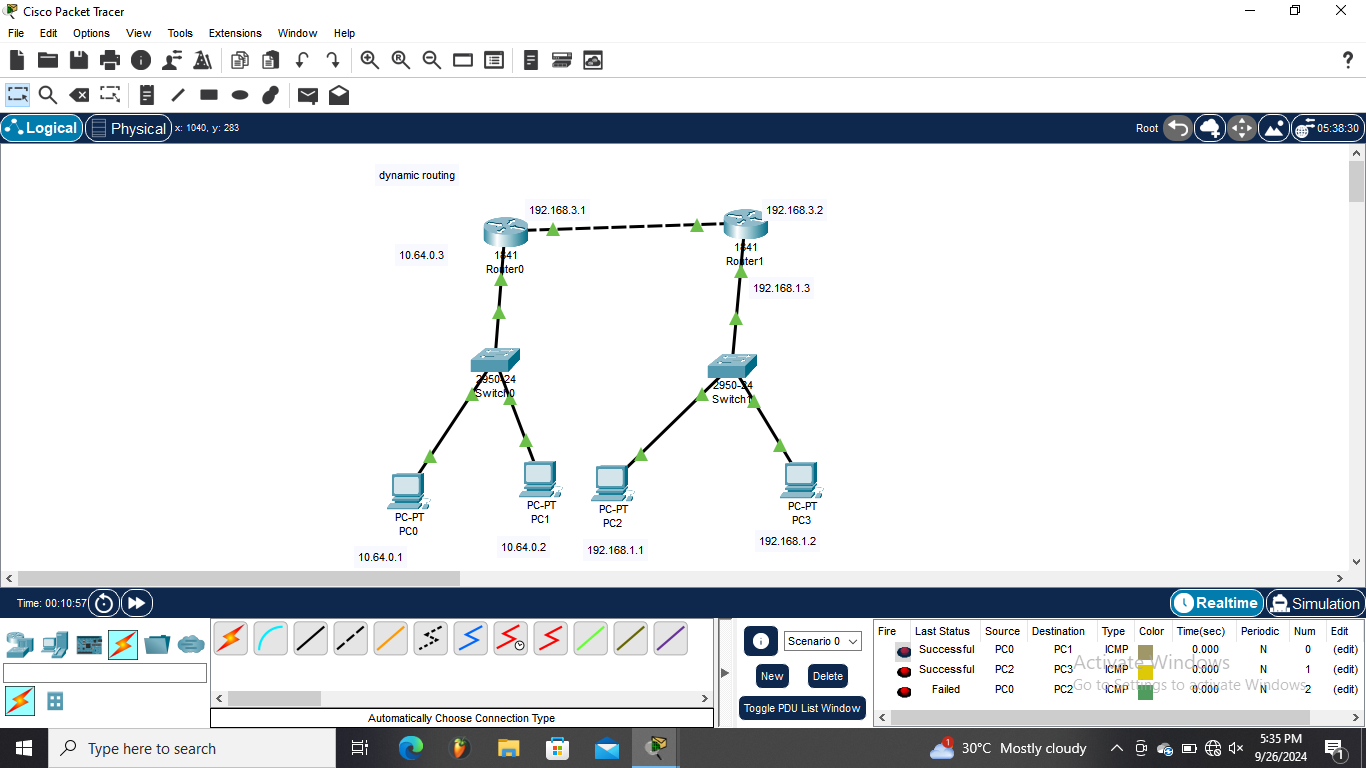 Cisco Packet Tracer
File Edit Options View Tools Extensions Window Help
Logical Physical x: 1040, y: 283 Root 05:38:30
dynamic routing
192.168.3.1 192.168.3.2
1841
Router0
1841
Router1
10.64.0.3
192.168.1.3
2950-24
Switch0
2950-24
Switch1
PC-PT
PC0
PC-PT
PC1
PC-PT
PC2
PC-PT
PC3
10.64.0.1
10.64.0.2
192.168.1.1
192.168.1.2
Time: 00:10:57 Realtime Simulation
Scenario 0
New Delete
Toggle PDU List Window
Automatically Choose Connection Type
Fire Last Status Source Destination Type Color Time(sec) Periodic Num Edit
Successful PC0 PC1 ICMP 0.000 N 0 (edit)
Successful PC2 PC3 ICMP 0.000 N 1 (edit)
Failed PC0 PC2 ICMP 0.000 N 2 (edit)
Activate Windows
Go to Settings to activate Windows.
Type here to search
30°C Mostly cloudy
5:35 PM
9/26/2024